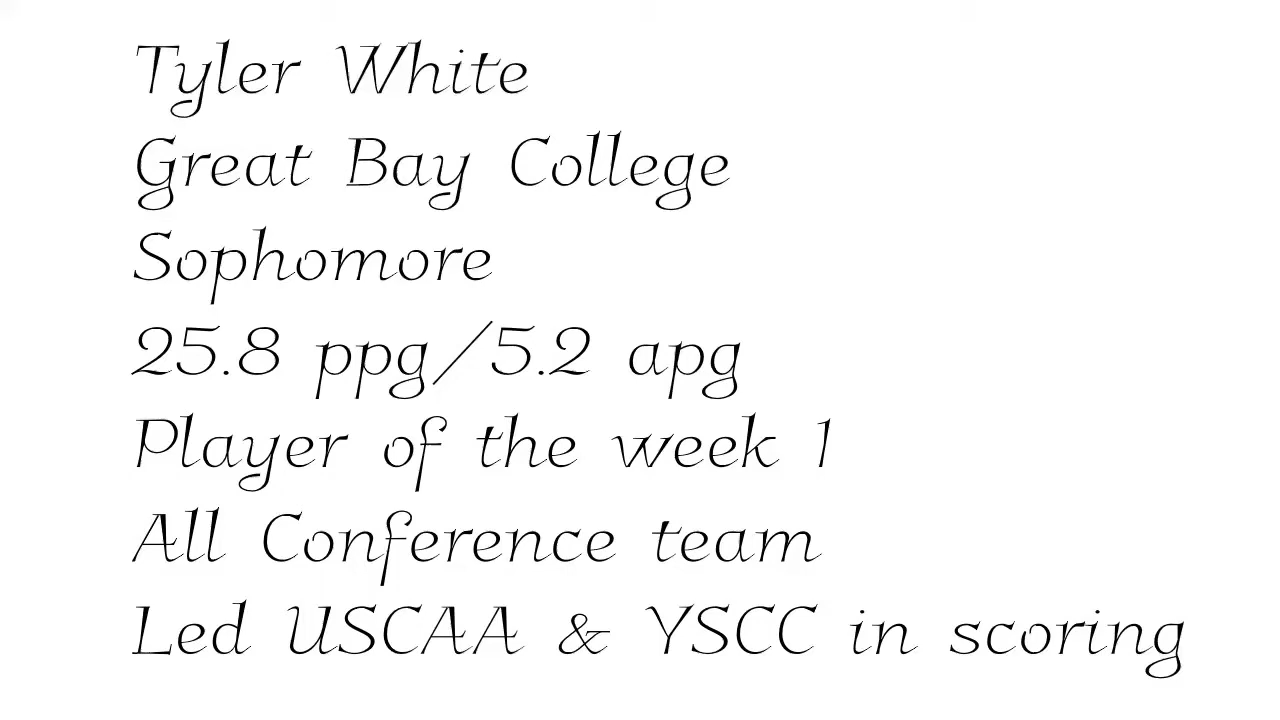 Tyler White
Great Bay College
Sophomore
25.8 ppg/5.2 apg
Player of the week 1
All Conference team
Led USCAA & YSCC in scoring